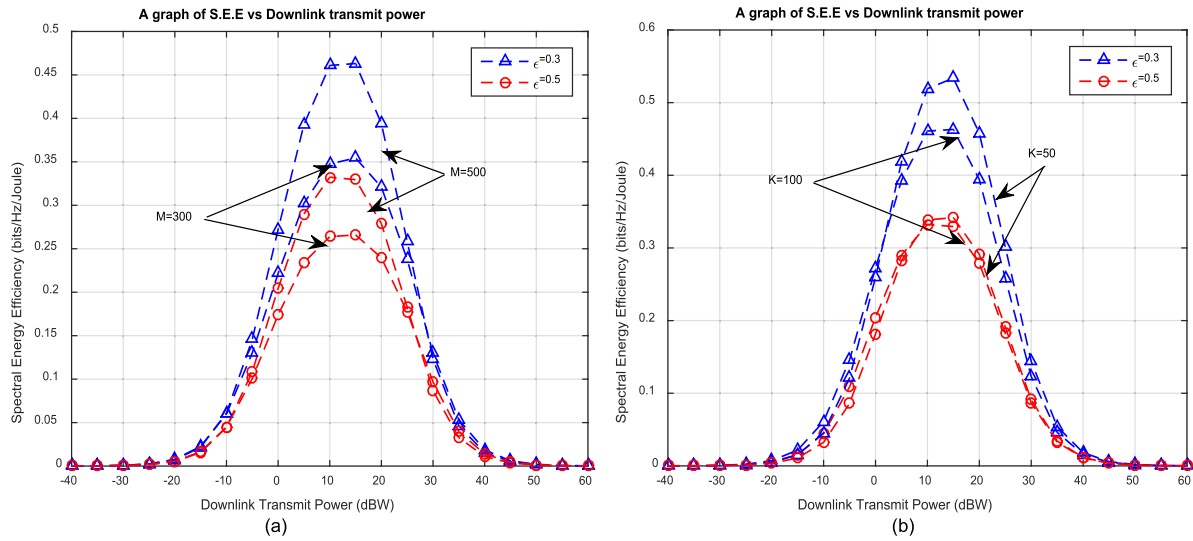 A graph of S.E.E vs Downlink transmit power
Spectral Energy Efficiency (bits/Hz/Joule)
0.5
0.45
0.4
0.35
0.3
0.25
0.2
0.15
0.1
0.05
0
ϵ=0.3
ϵ=0.5
M=500
M=300
-40 -30 -20 -10 0 10 20 30 40 50 60
Downlink Transmit Power (dBW)
(a)
A graph of S.E.E vs Downlink transmit power
Spectral Energy Efficiency (bits/Hz/Joule)
0.6
0.5
0.4
0.3
0.2
0.1
0
ϵ=0.3
ϵ=0.5
K=50
K=100
-40 -30 -20 -10 0 10 20 30 40 50 60
Downlink Transmit Power (dBW)
(b)